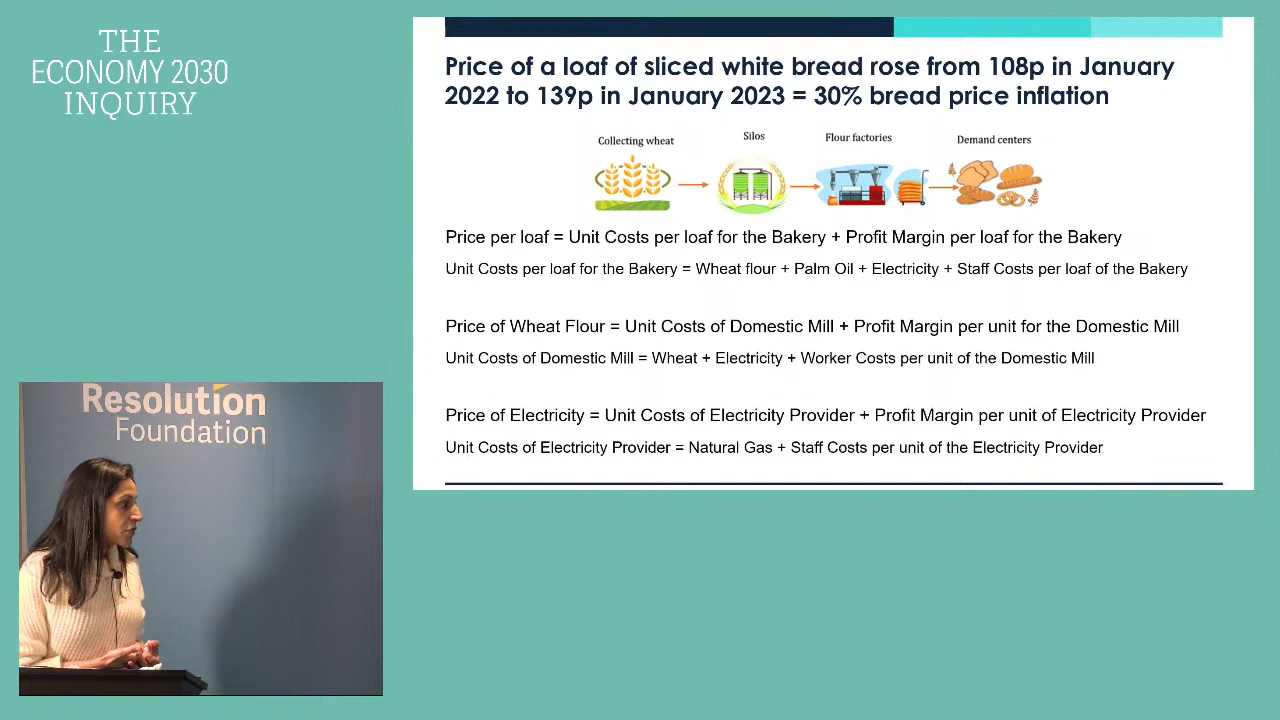 THE
ECONOMY 2030
INQUIRY
Price of a loaf of sliced white bread rose from 108p in January
2022 to 139p in January 2023 = 30% bread price inflation
Collecting wheat
Silos
Flour factories
Demand centers
Price per loaf = Unit Costs per loaf for the Bakery + Profit Margin per loaf for the Bakery
Unit Costs per loaf for the Bakery = Wheat flour + Palm Oil + Electricity + Staff Costs per loaf of the Bakery
Price of Wheat Flour = Unit Costs of Domestic Mill + Profit Margin per unit for the Domestic Mill
Unit Costs of Domestic Mill = Wheat + Electricity + Worker Costs per unit of the Domestic Mill
Price of Electricity = Unit Costs of Electricity Provider + Profit Margin per unit of Electricity Provider
Unit Costs of Electricity Provider = Natural Gas + Staff Costs per unit of the Electricity Provider
Resolution
Foundation